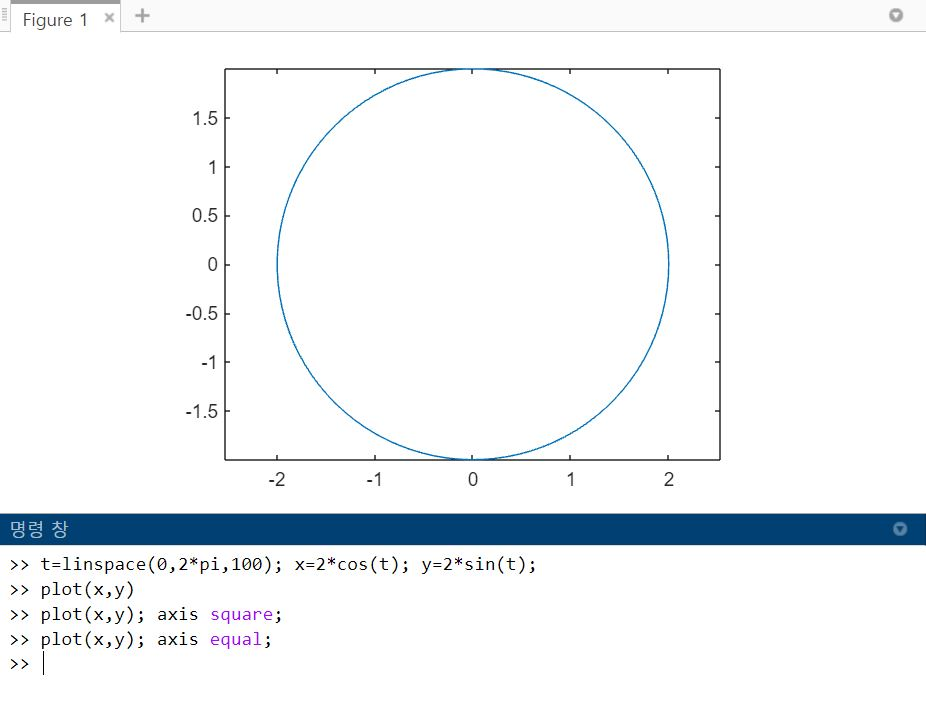 Figure 1
1.5
1
0.5
0
-0.5
-1
-1.5
-2 -1 0 1 2
명령 창
>> t=linspace(0,2*pi,100); x=2*cos(t); y=2*sin(t);
>> plot(x,y)
>> plot(x,y); axis square;
>> plot(x,y); axis equal;
>>